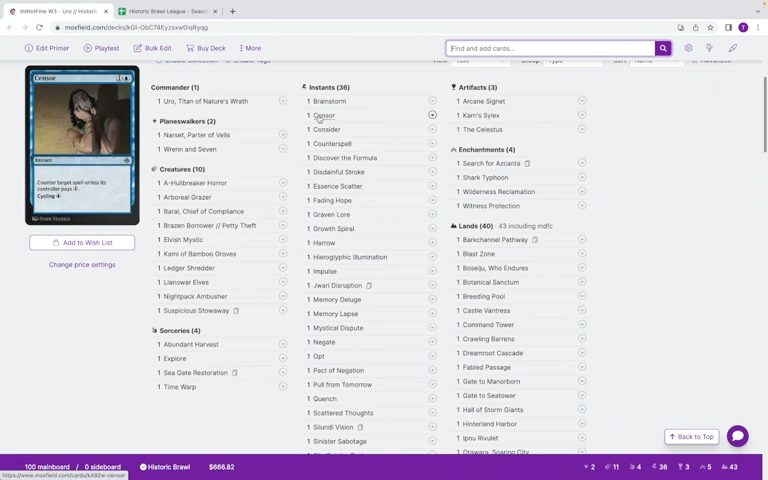 ImNotFine W3 - Uro // Historic
Historic Brawl League - Season
moxfield.com/decks/kGI-ObC74Eyzsxw0iqRyqg
Edit Primer
Playtest
Bulk Edit
Buy Deck
More
Find and add cards...
Censor
Instant
Counter target spell unless its controller pays 1.
Cycling
Add to Wish List
Change price settings
Commander (1)
1 Uro, Titan of Nature's Wrath
Planeswalkers (2)
1 Narset, Parter of Veils
1 Wrenn and Seven
Creatures (10)
1 A-Hullbreaker Horror
1 Arboreal Grazer
1 Baral, Chief of Compliance
1 Brazen Borrower // Petty Theft
1 Elvish Mystic
1 Kami of Bamboo Groves
1 Ledger Shredder
1 Llanowar Elves
1 Nightpack Ambusher
1 Suspicious Stowaway
Sorceries (4)
1 Abundant Harvest
1 Explore
1 Sea Gate Restoration
1 Time Warp
Instants (36)
1 Brainstorm
1 Censor
1 Consider
1 Counterspell
1 Discover the Formula
1 Disdainful Stroke
1 Essence Scatter
1 Fading Hope
1 Graven Lore
1 Growth Spiral
1 Harrow
1 Hieroglyphic Illumination
1 Impulse
1 Jwari Disruption
1 Memory Deluge
1 Memory Lapse
1 Mystical Dispute
1 Negate
1 Opt
1 Pact of Negation
1 Pull from Tomorrow
1 Quench
1 Scattered Thoughts
1 Silundi Vision
1 Sinister Sabotage
Artifacts (3)
1 Arcane Signet
1 Karn's Sylex
1 The Celestus
Enchantments (4)
1 Search for Azcanta
1 Shark Typhoon
1 Wilderness Reclamation
1 Witness Protection
Lands (40) · 43 including mdfc
1 Barkchannel Pathway
1 Blast Zone
1 Boseiju, Who Endures
1 Botanical Sanctum
1 Breeding Pool
1 Castle Vantress
1 Command Tower
1 Crawling Barrens
1 Dreamroot Cascade
1 Fabled Passage
1 Gate to Manorborn
1 Gate to Seatower
1 Hall of Storm Giants
1 Hinterland Harbor
1 Ipnu Rivulet
1 Otawara, Soaring City
Back to Top
100 mainboard / 0 sideboard
Historic Brawl
$666.82
2
11
4
36
3
5
43
https://www.moxfield.com/cards/kA92w-censor